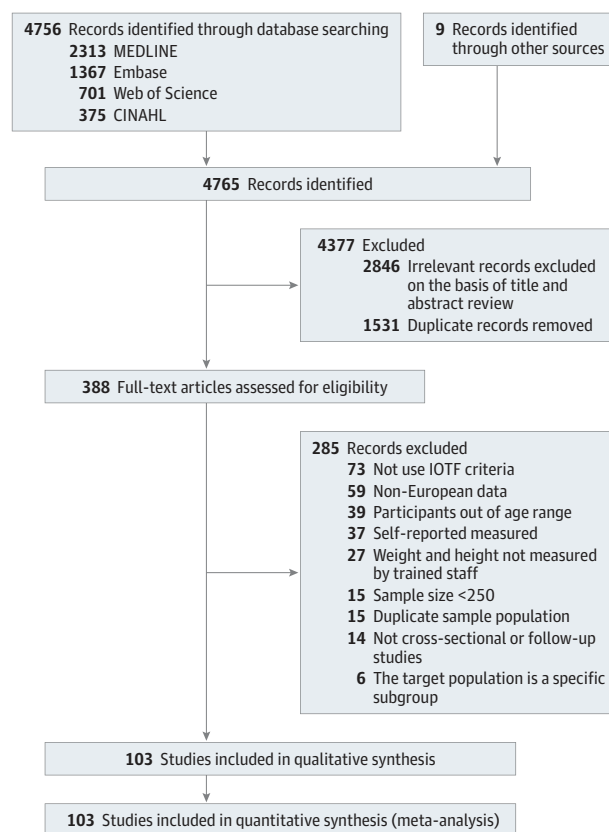 4756 Records identified through database searching
2313 MEDLINE
1367 Embase
701 Web of Science
375 CINAHL
9 Records identified
through other sources
4765 Records identified
4377 Excluded
2846 Irrelevant records excluded
on the basis of title and
abstract review
1531 Duplicate records removed
388 Full-text articles assessed for eligibility
285 Records excluded
73 Not use IOTF criteria
59 Non-European data
39 Participants out of age range
37 Self-reported measured
27 Weight and height not measured
by trained staff
15 Sample size <250
15 Duplicate sample population
14 Not cross-sectional or follow-up
studies
6 The target population is a specific
subgroup
103 Studies included in qualitative synthesis
103 Studies included in quantitative synthesis (meta-analysis)